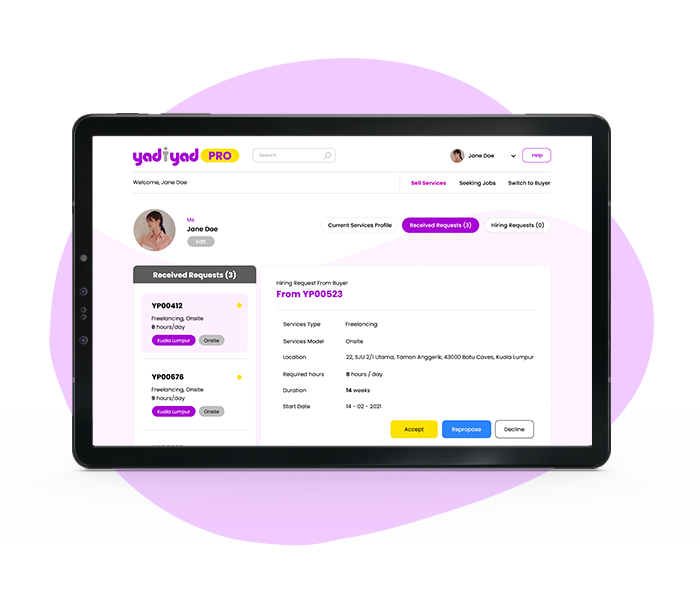 yadiyad PRO
Search
Jane Doe
Help
Welcome, Jane Doe
Sell Services
Seeking Jobs
Switch to Buyer
Ms
Jane Doe
Edit
Current Services Profile
Received Requests (3)
Hiring Requests (0)
Received Requests (3)
YP00412
Freelancing, Onsite
8 hours/day
Kuala Lumpur
Onsite
YP00676
Freelancing, Onsite
9 hours/day
Kuala Lumpur
Onsite
Hiring Request From Buyer
From YP00523
Services Type Freelancing
Services Model Onsite
Location 22, SJU 2/1 Utama, Taman Anggerik, 43000 Batu Caves, Kuala Lumpur
Required hours 8 hours / day
Duration 14 weeks
Start Date 14 - 02 - 2021
Accept
Repropose
Decline